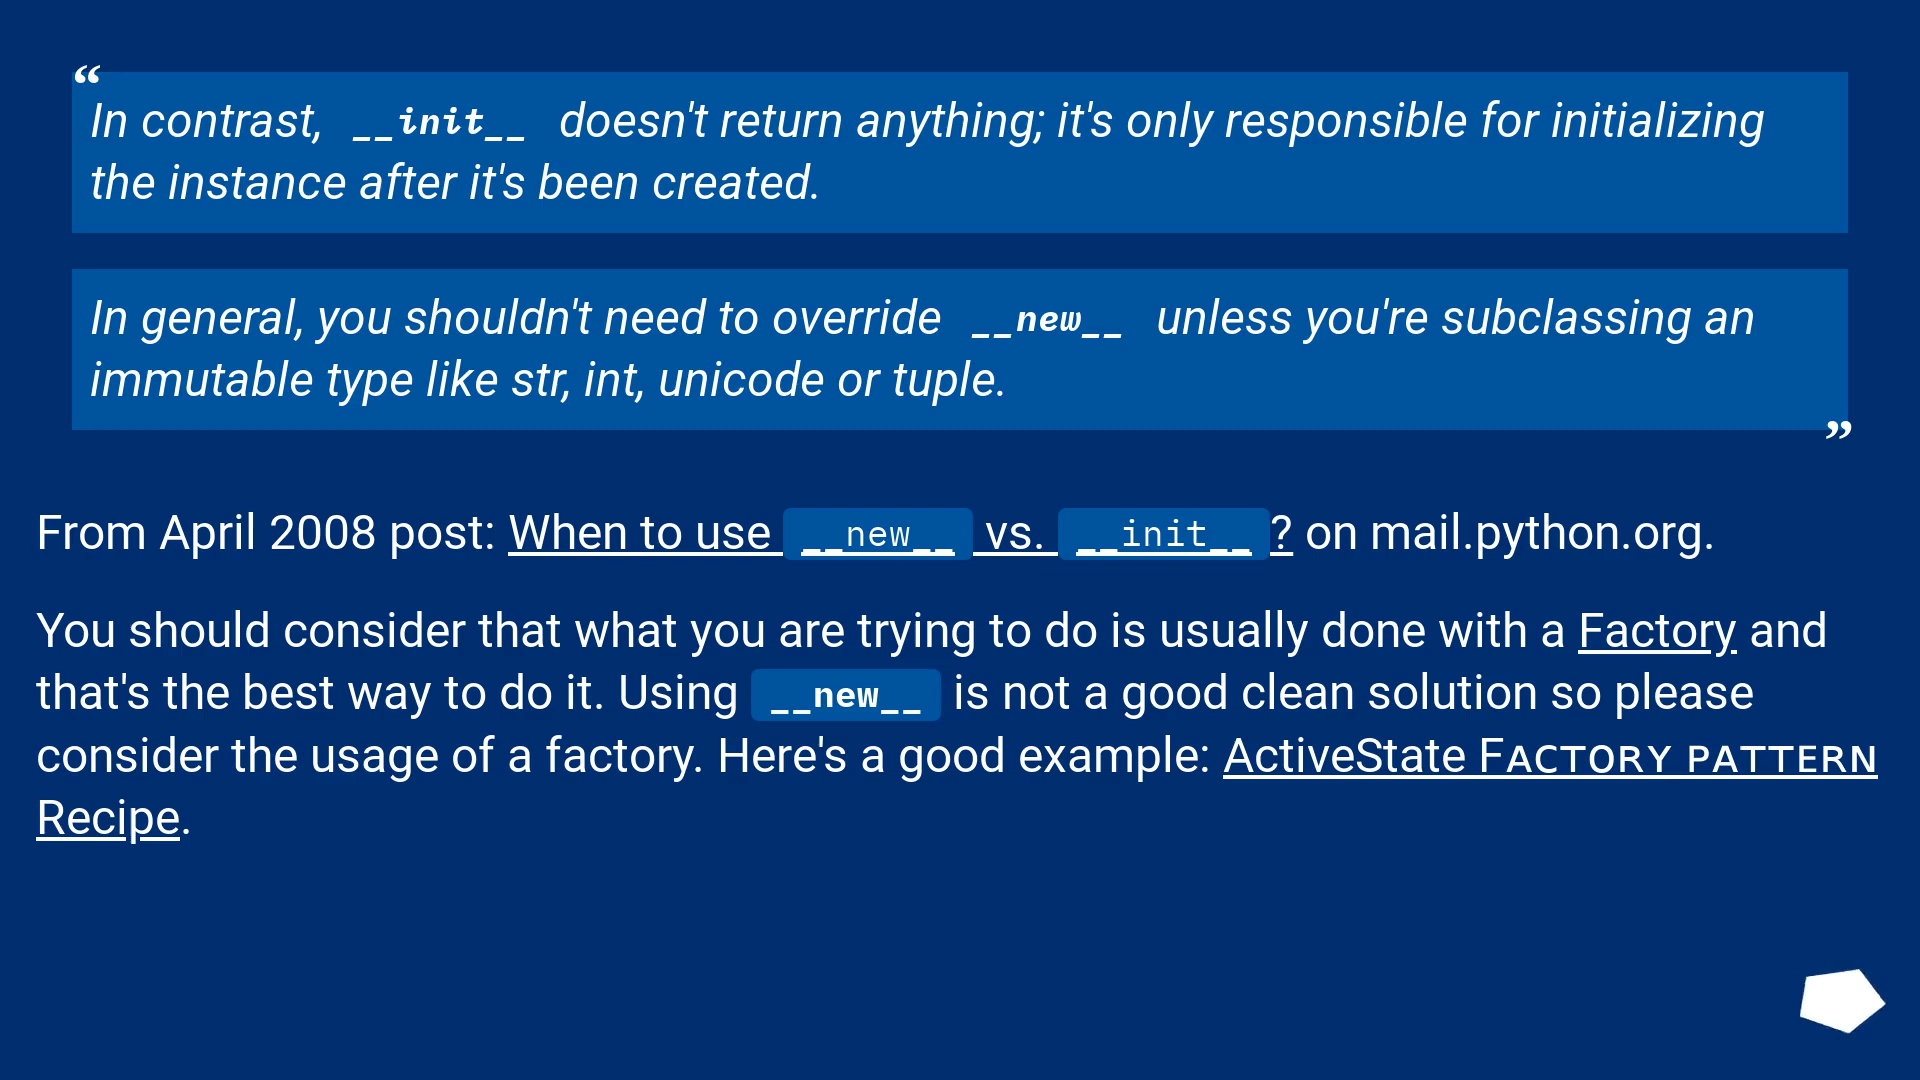 “
In contrast, __init__ doesn't return anything; it's only responsible for initializing
the instance after it's been created.
In general, you shouldn't need to override __new__ unless you're subclassing an
immutable type like str, int, unicode or tuple.
”
From April 2008 post: When to use __new__ vs. __init__? on mail.python.org.
You should consider that what you are trying to do is usually done with a Factory and
that's the best way to do it. Using __new__ is not a good clean solution so please
consider the usage of a factory. Here's a good example: ActiveState Fᴀᴄᴛᴏʀʏ ᴘᴀᴛᴛᴇʀɴ
Recipe.